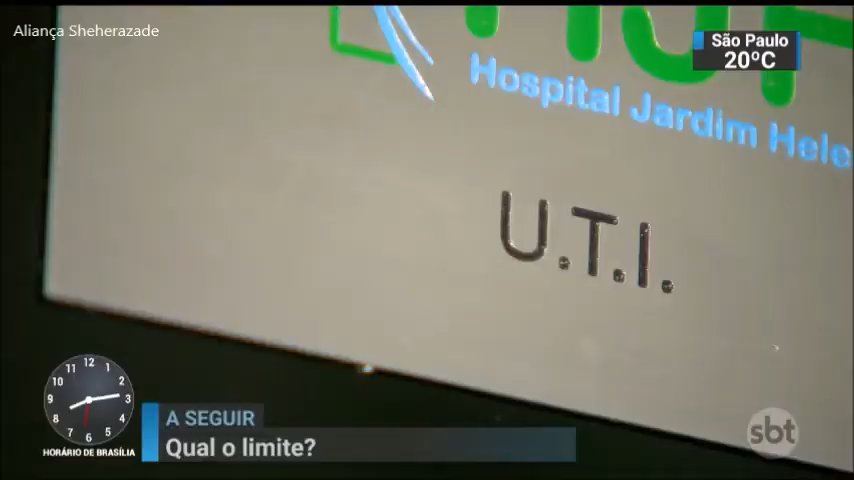 Aliança Sheherazade
São Paulo
20ºC
Hospital Jardim
U.T.I.
12
11
1
10
2
9
3
8
4
7
5
6
HORÁRIO DE BRASÍLIA
A SEGUIR
Qual o limite?
sbt